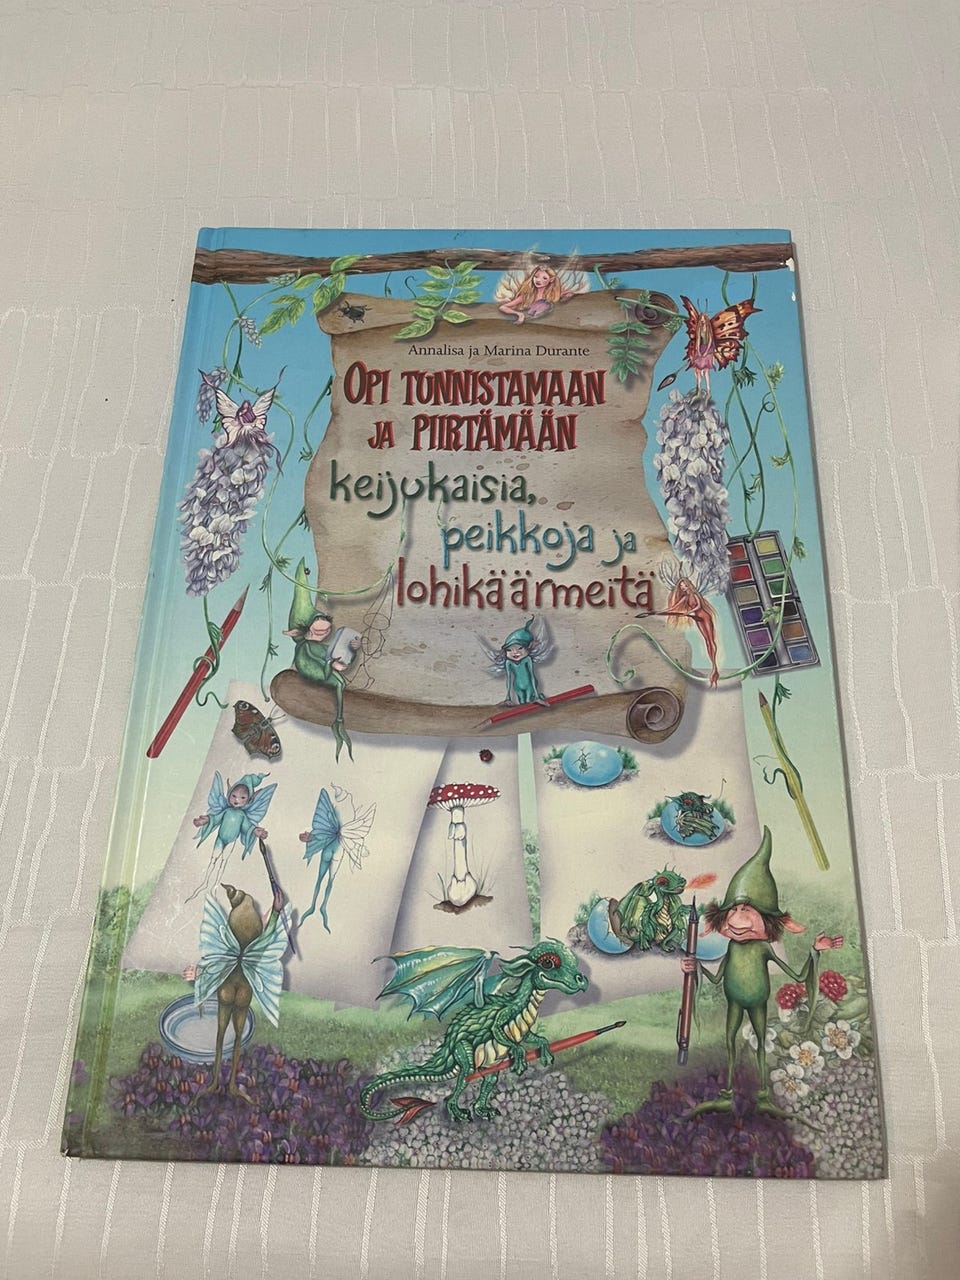 Annalisa ja Marina Durante
OPI TUNNISTAMAAN
JA PIIRTÄMÄÄN
keijukaisia,
peikkoja ja
lohikäärmeitä